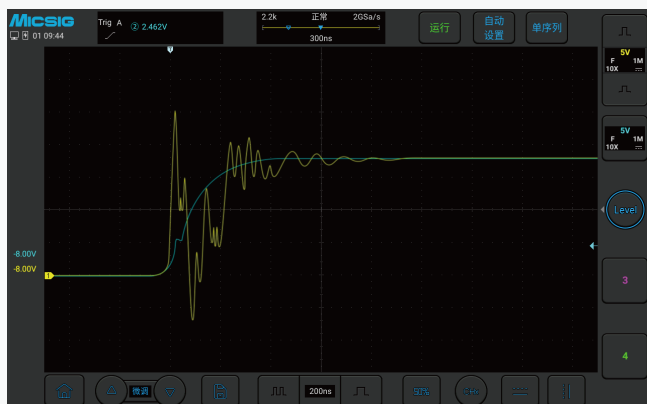 MICSIG
01 09:44
Trig A
② 2.462V
2.2k 正常 2GSa/s
300ns
运行
自动
设置
单序列
5V
F 1M
10X
5V
F 1M
10X
Level
-8.00V
-8.00V
1
3
4
微调
200ns
50%